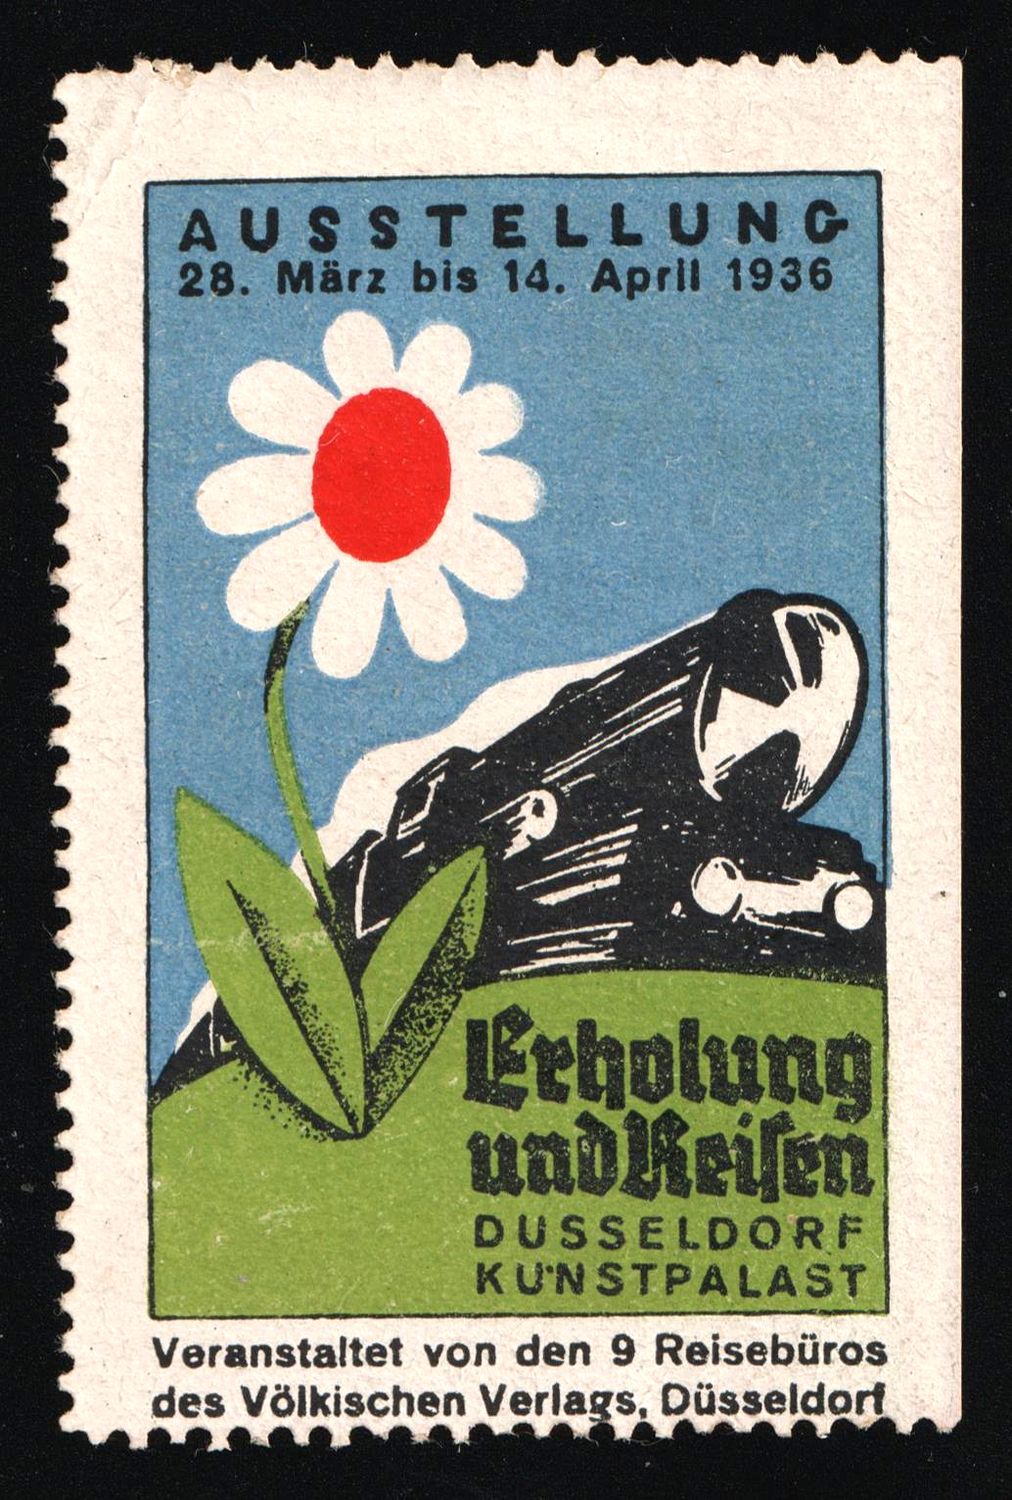 AUSSTELLUNG
28. März bis 14. April 1936
Erholung
und Reisen
DUSSELDORF
KUNSTPALAST
Veranstaltet von den 9 Reisebüros
des Völkischen Verlags, Düsseldorf